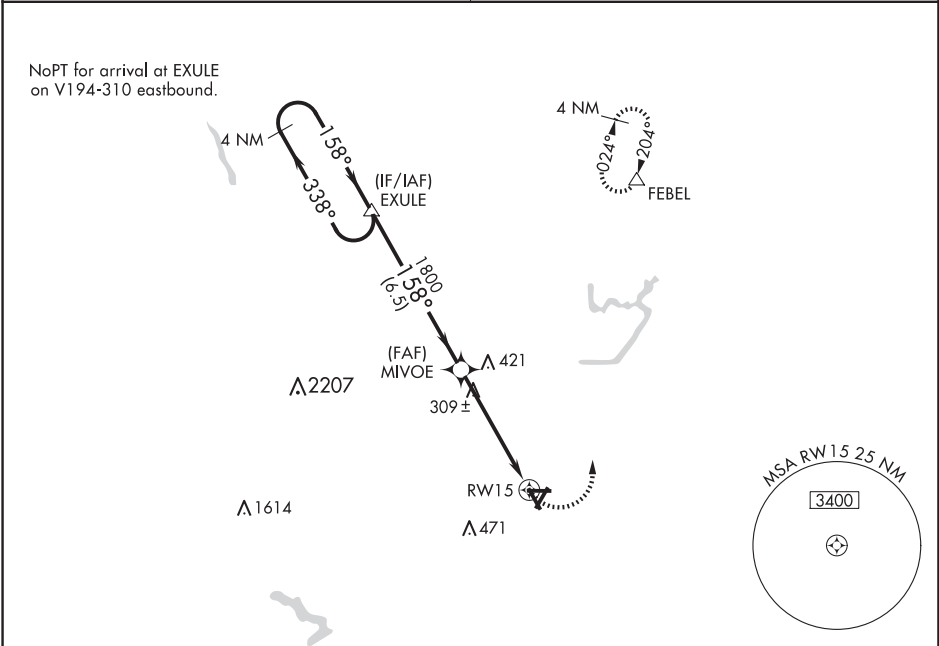 NoPT for arrival at EXULE
on V194-310 eastbound.
4 NM
158°
338°
(IF/IAF)
EXULE
4 NM
024°
204°
FEBEL
1800
158°
(6.5)
(FAF)
MIVOE
421
309 ±
2207
RW15
1614
471
MSA RW15 25 NM
3400